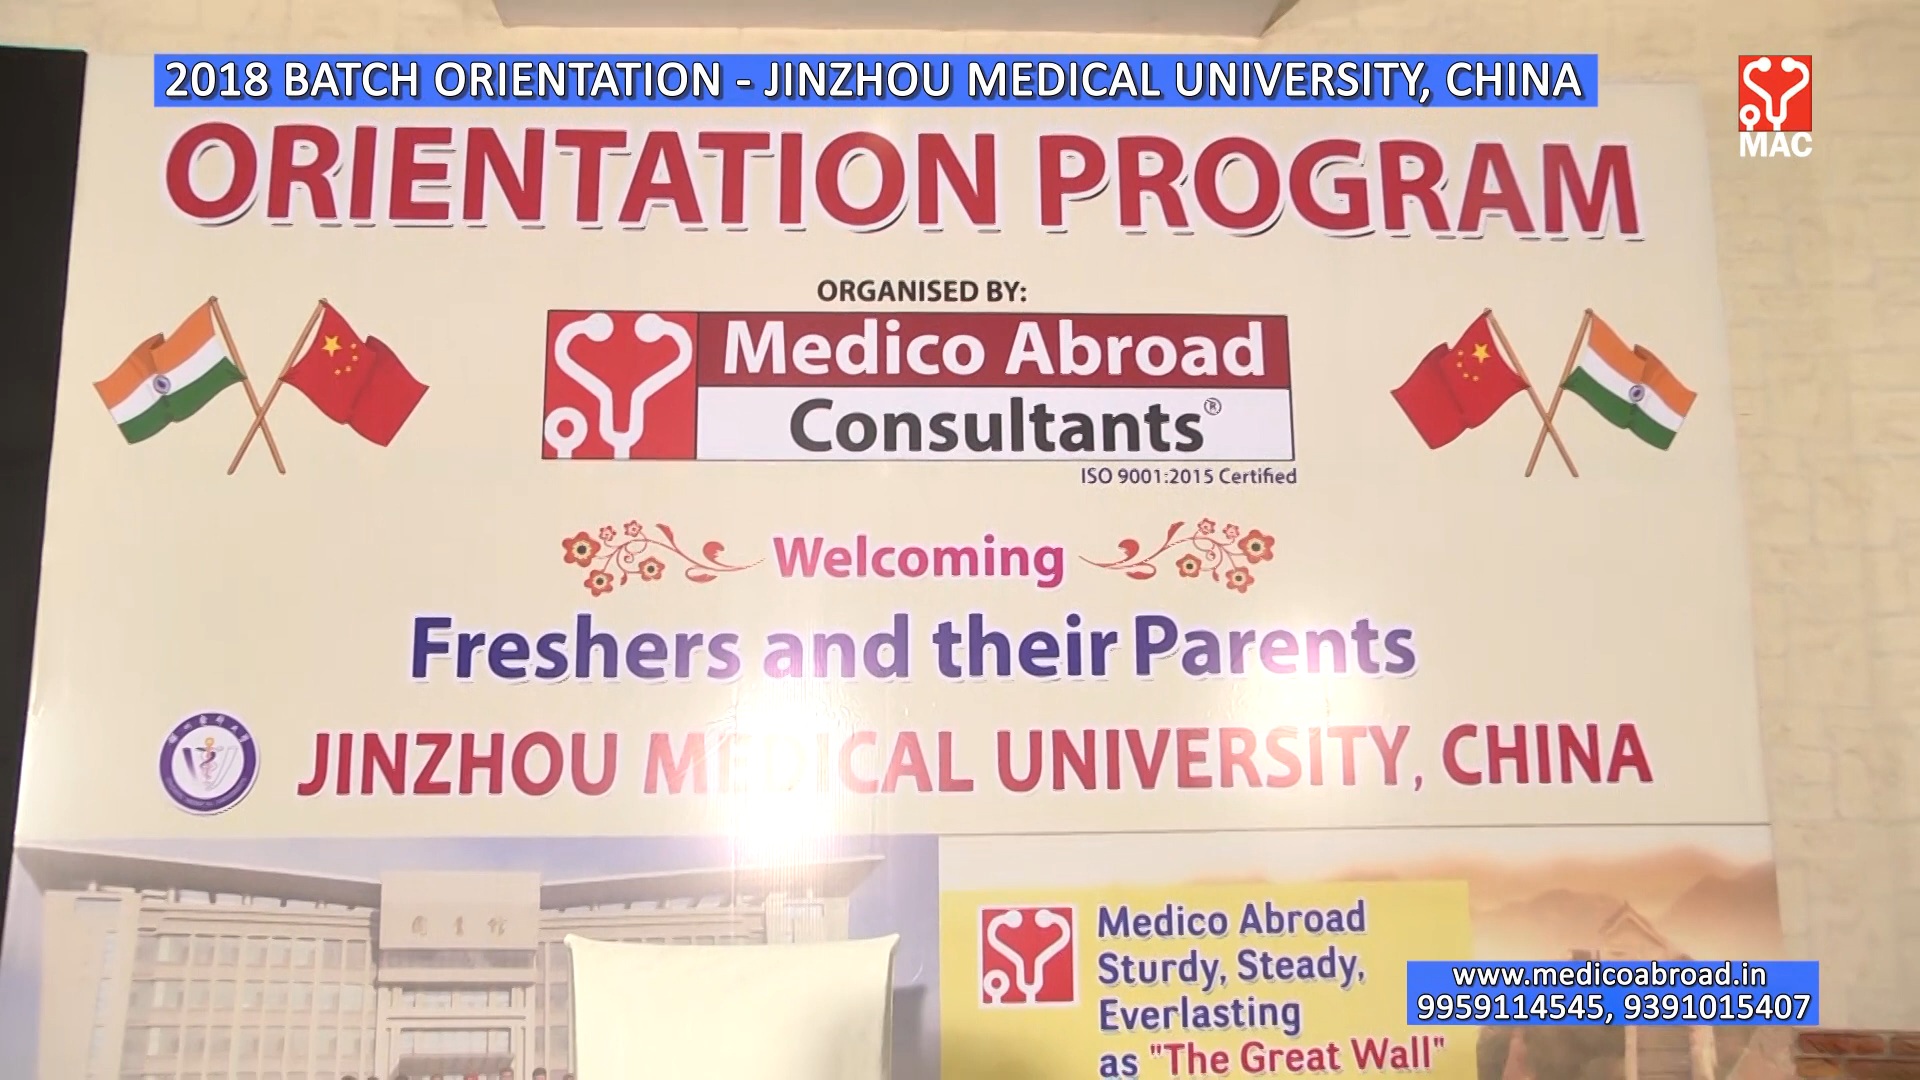 2018 BATCH ORIENTATION - JINZHOU MEDICAL UNIVERSITY, CHINA
MAC
ORIENTATION PROGRAM
ORGANISED BY:
Medico Abroad
Consultants®
ISO 9001:2015 Certified
Welcoming
Freshers and their Parents
JINZHOU MEDICAL UNIVERSITY, CHINA
Medico Abroad
Sturdy, Steady,
Everlasting
as "The Great Wall"
www.medicoabroad.in
9959114545, 9391015407